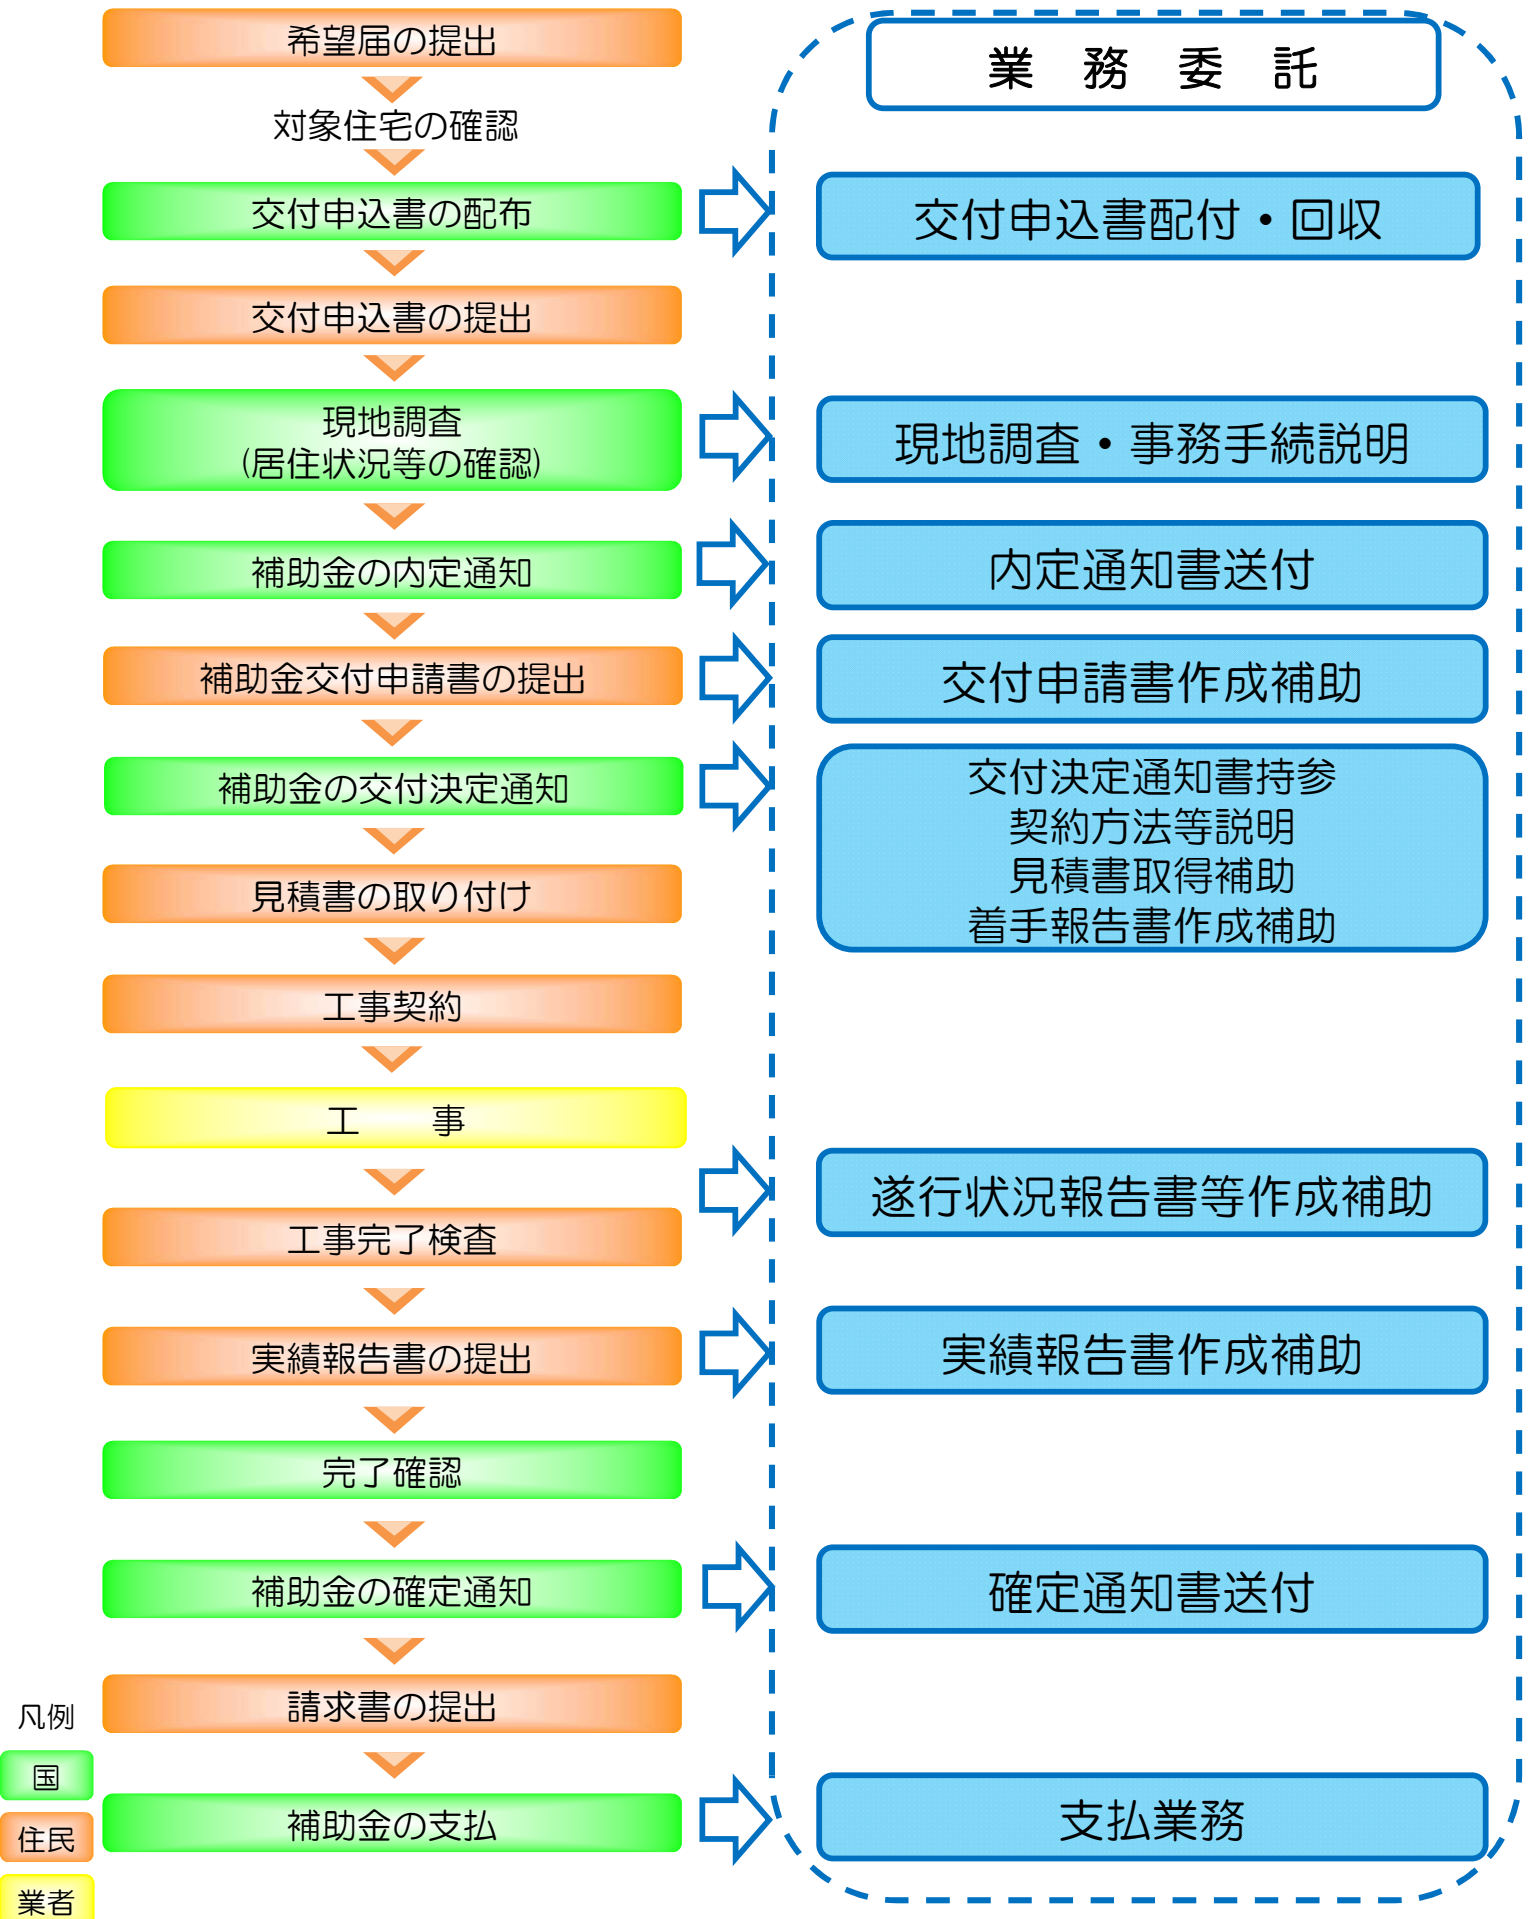 希望届の提出
対象住宅の確認
交付申込書の配布
交付申込書の提出
現地調査
(居住状況等の確認)
補助金の内定通知
補助金交付申請書の提出
補助金の交付決定通知
見積書の取り付け
工事契約
工　　事
工事完了検査
実績報告書の提出
完了確認
補助金の確定通知
請求書の提出
補助金の支払
凡例
国
住民
業者
業　務　委　託
交付申込書配付・回収
現地調査・事務手続説明
内定通知書送付
交付申請書作成補助
交付決定通知書持参
契約方法等説明
見積書取得補助
着手報告書作成補助
遂行状況報告書等作成補助
実績報告書作成補助
確定通知書送付
支払業務